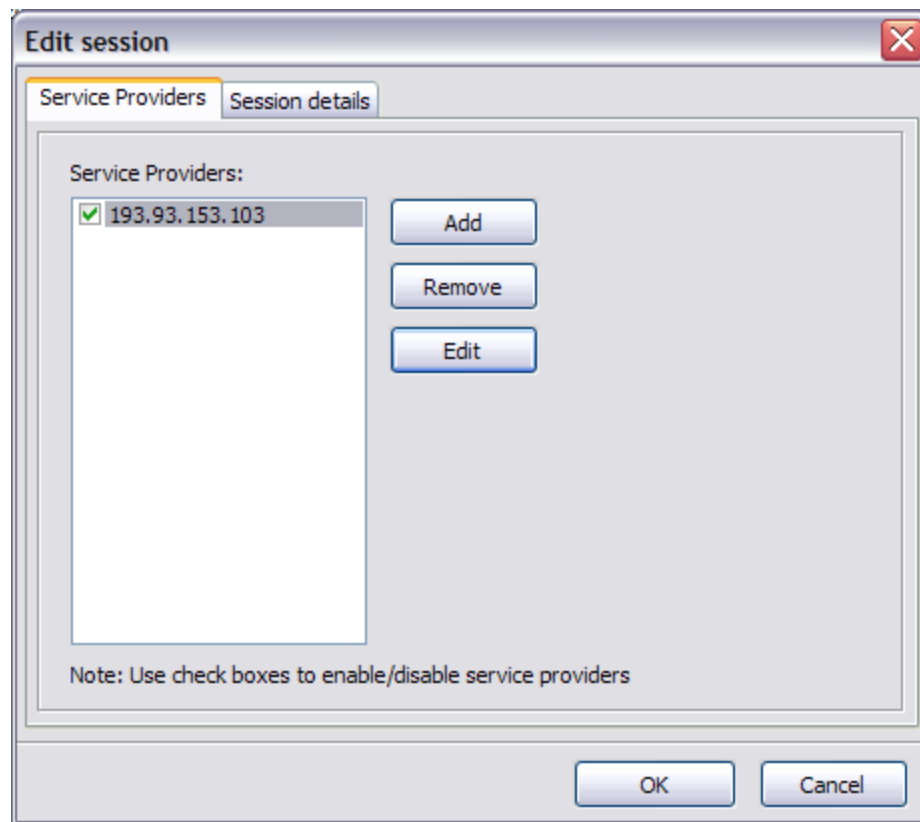 Edit session
Service Providers
Session details
Service Providers:
193.93.153.103
Add
Remove
Edit
Note: Use check boxes to enable/disable service providers
OK
Cancel